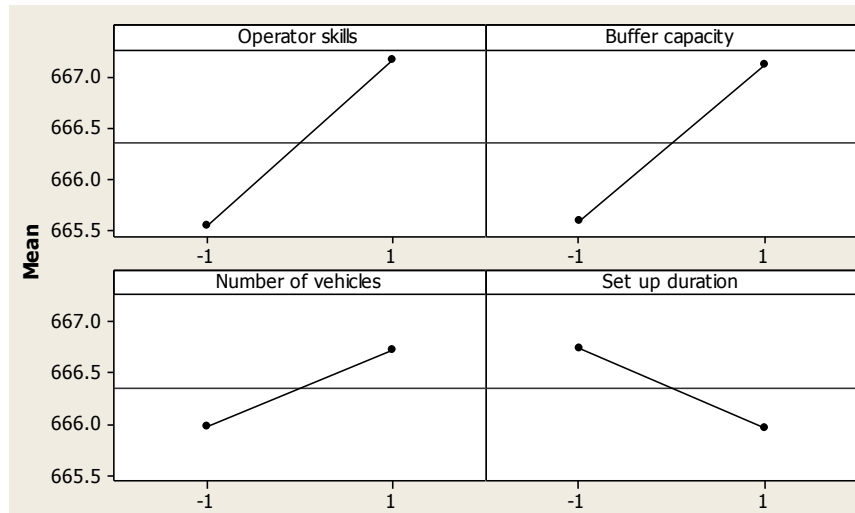 Operator skills Buffer capacity
667.0
666.5
666.0
665.5
-1 1 -1 1
Mean
Number of vehicles Set up duration
667.0
666.5
666.0
665.5
-1 1 -1 1